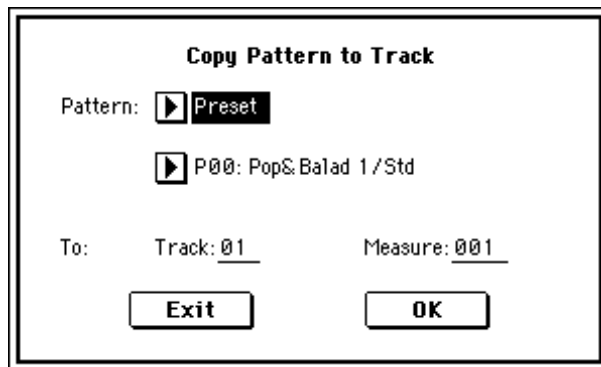 Copy Pattern to Track
Pattern: Preset
P00: Pop&Balad 1/Std
To: Track: 01 Measure: 001
Exit OK